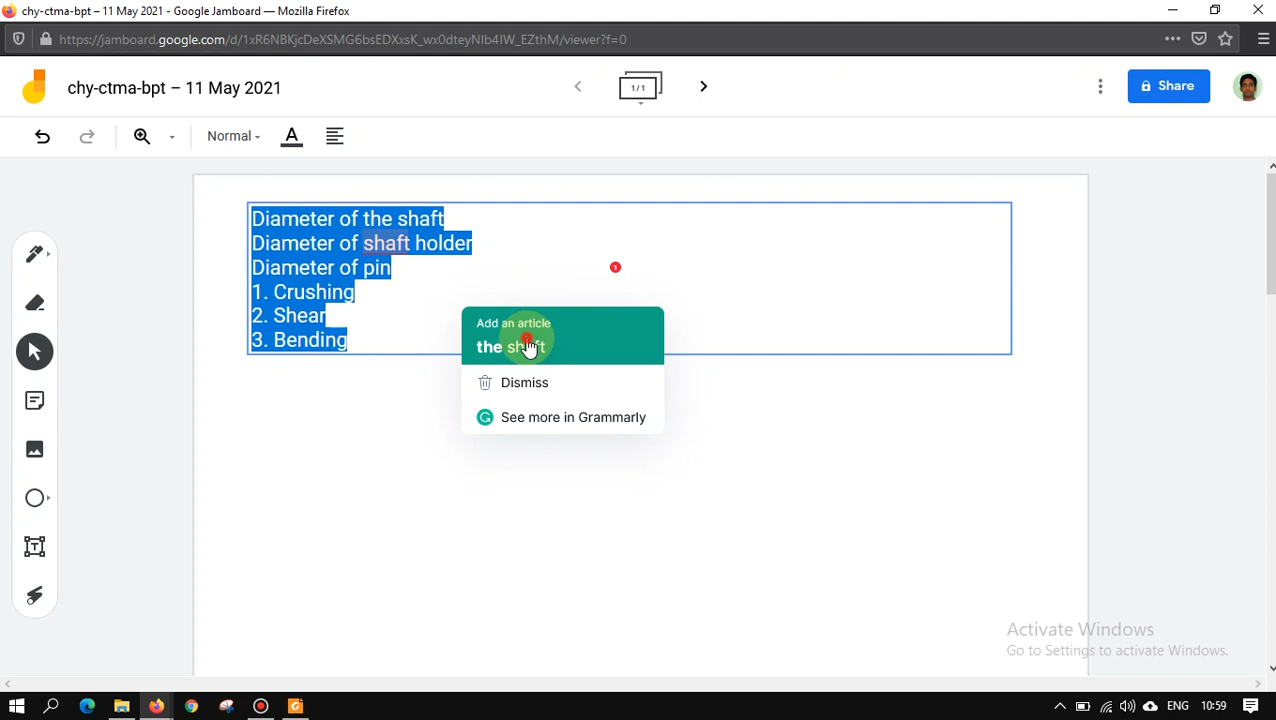 chy-ctma-bpt – 11 May 2021 - Google Jamboard — Mozilla Firefox
https://jamboard.google.com/d/1xR6NBKjcDeXSMG6bsEDXxsK_wx0dteyNIb4IW_EZthM/viewer?f=0
chy-ctma-bpt – 11 May 2021
1/1
Share
Normal
A
Diameter of the shaft
Diameter of shaft holder
Diameter of pin
1. Crushing
2. Shear
3. Bending
1
Add an article
the shaft
Dismiss
See more in Grammarly
Activate Windows
Go to Settings to activate Windows.
ENG
10:59